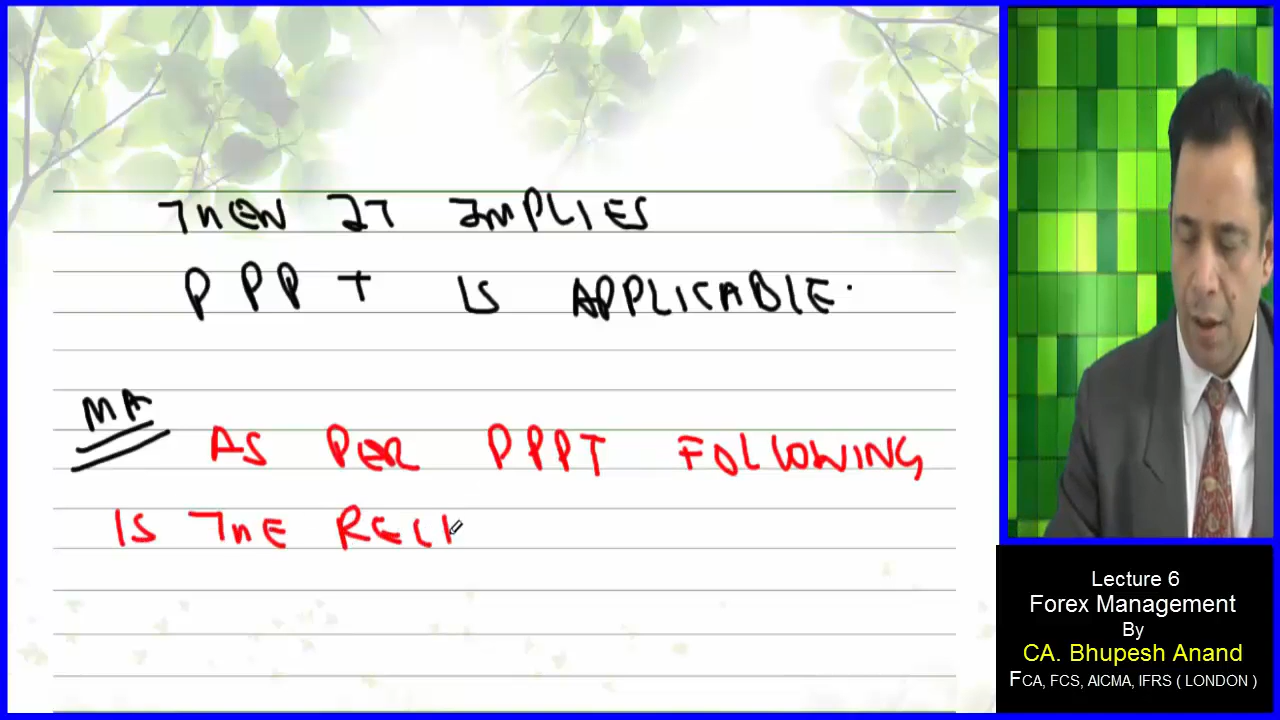 THEN IT IMPLIES
PPPT IS APPLICABLE.
MA
AS PER PPPT FOLLOWING
IS THE RELI
Lecture 6
Forex Management
By
CA. Bhupesh Anand
FCA, FCS, AICMA, IFRS ( LONDON )